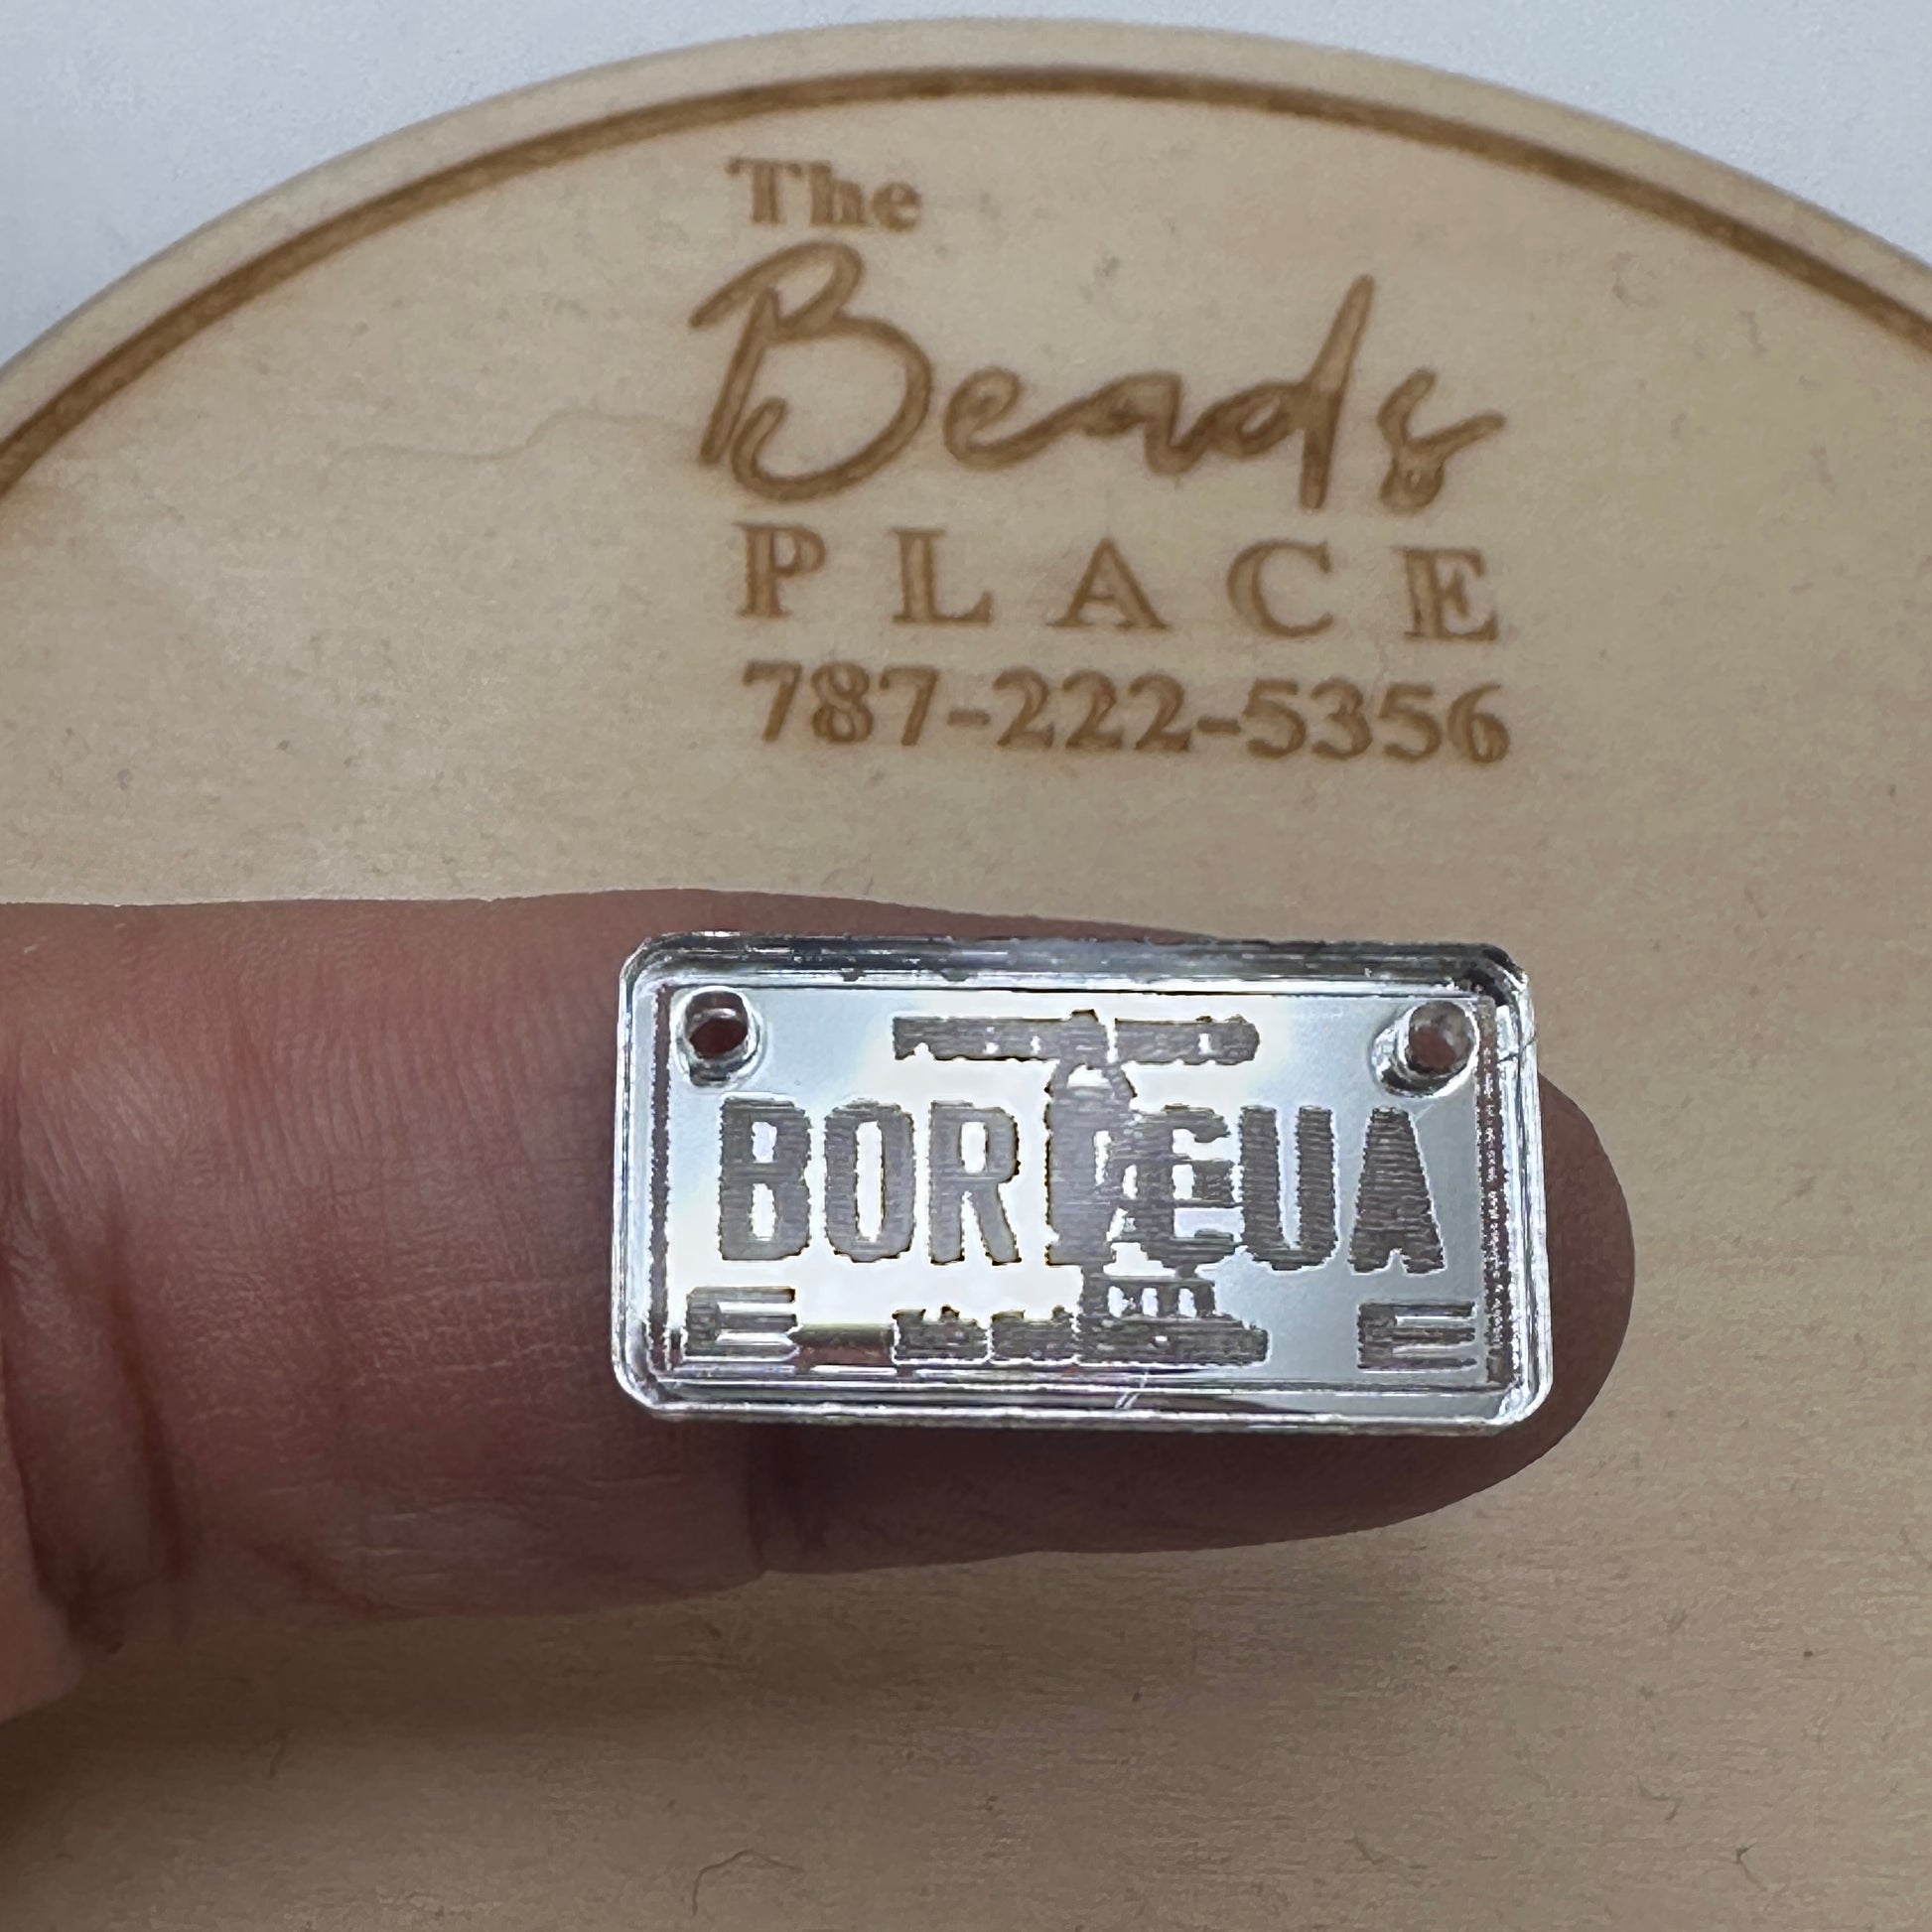 The
Beads
PLACE
787-222-5356
BORICUA